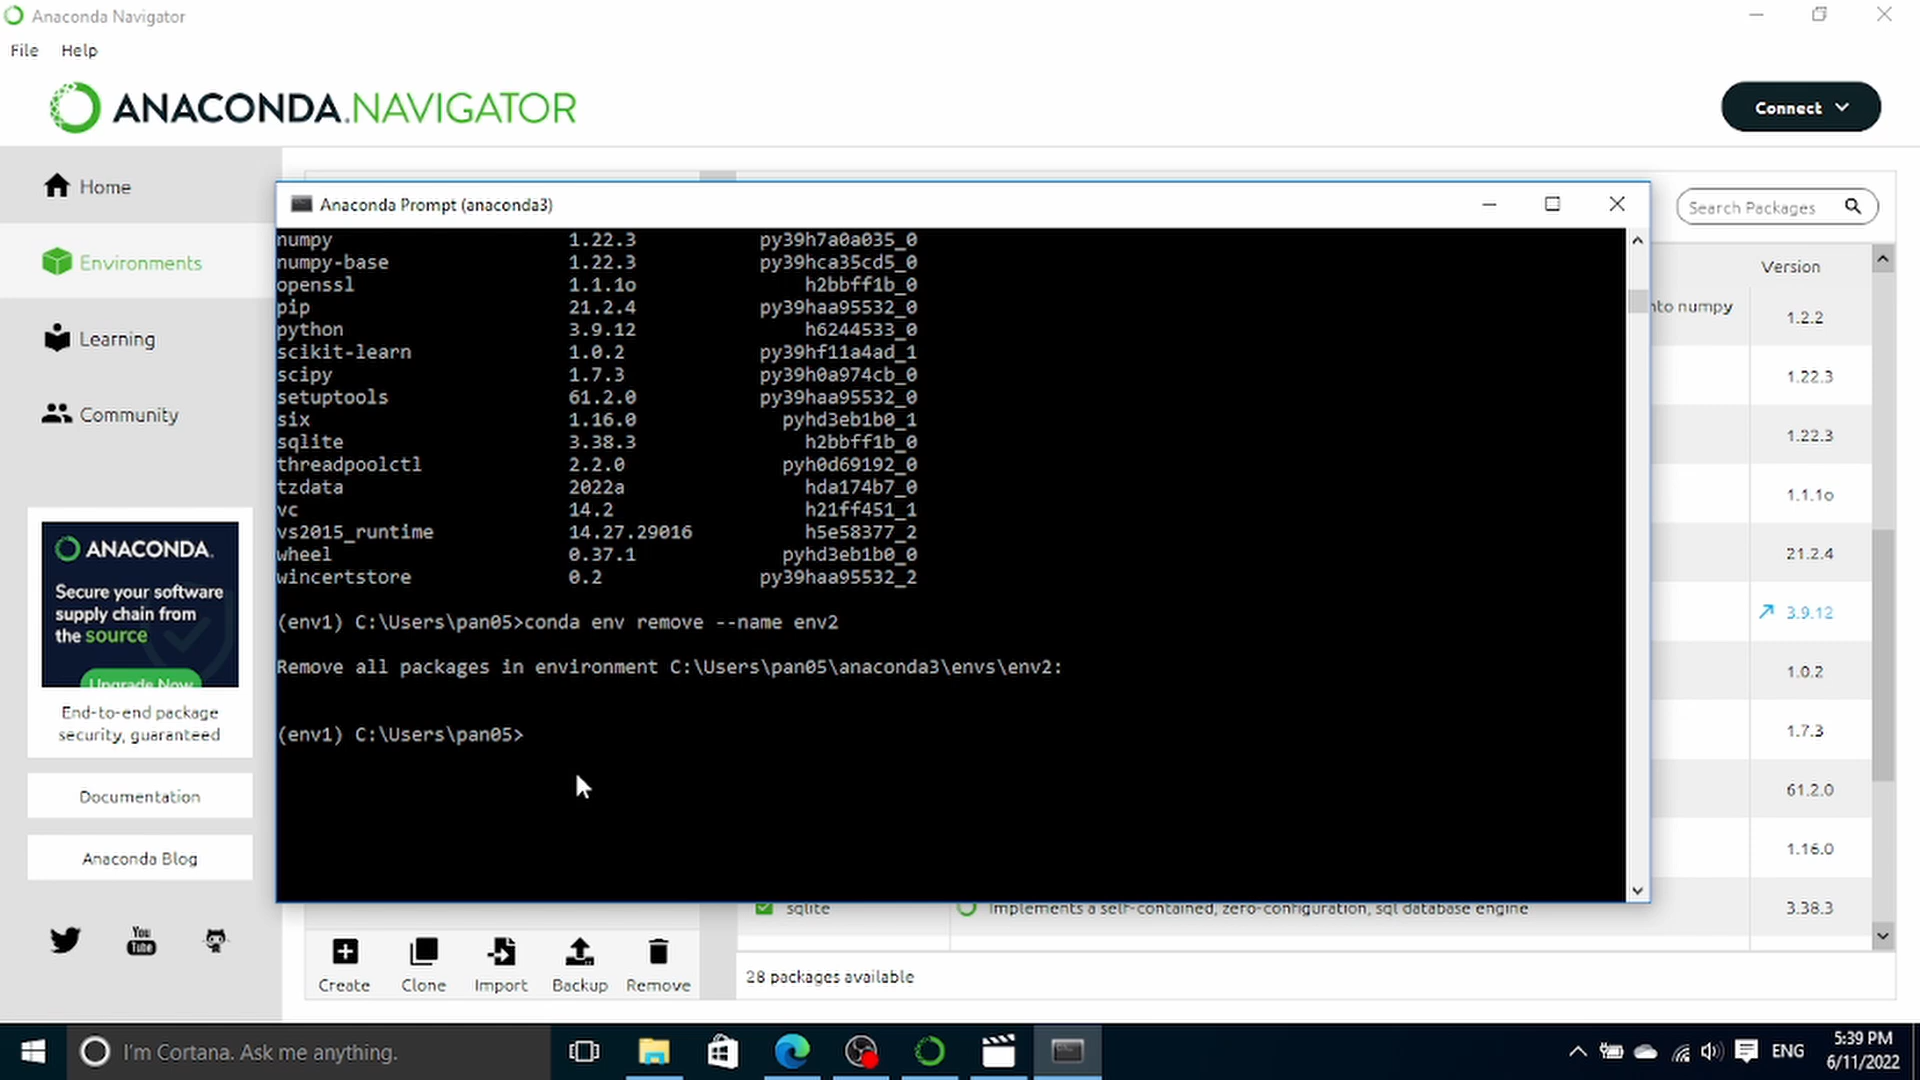 Anaconda Navigator
File Help
ANACONDA.NAVIGATOR
Connect
Home
Environments
Learning
Community
ANACONDA.
Secure your software
supply chain from
the source
Upgrade Now
End-to-end package
security, guaranteed
Documentation
Anaconda Blog
You
Tube
Anaconda Prompt (anaconda3)
numpy 1.22.3 py39h7a0a035_0
numpy-base 1.22.3 py39hca35cd5_0
openssl 1.1.1o h2bbff1b_0
pip 21.2.4 py39haa95532_0
python 3.9.12 h6244533_0
scikit-learn 1.0.2 py39hf11a4ad_1
scipy 1.7.3 py39h0a974cb_0
setuptools 61.2.0 py39haa95532_0
six 1.16.0 pyhd3eb1b0_1
sqlite 3.38.3 h2bbff1b_0
threadpoolctl 2.2.0 pyh0d69192_0
tzdata 2022a hda174b7_0
vc 14.2 h21ff451_1
vs2015_runtime 14.27.29016 h5e58377_2
wheel 0.37.1 pyhd3eb1b0_0
wincertstore 0.2 py39haa95532_2
(env1) C:\Users\pan05>conda env remove --name env2
Remove all packages in environment C:\Users\pan05\anaconda3\envs\env2:
(env1) C:\Users\pan05>
Search Packages
Version
numpy 1.2.2
1.22.3
1.22.3
1.1.1o
21.2.4
3.9.12
1.0.2
1.7.3
61.2.0
1.16.0
sqlite Implements a self-contained, zero-configuration, sql database engine 3.38.3
Create Clone Import Backup Remove
28 packages available
I'm Cortana. Ask me anything.
ENG
5:39 PM
6/11/2022